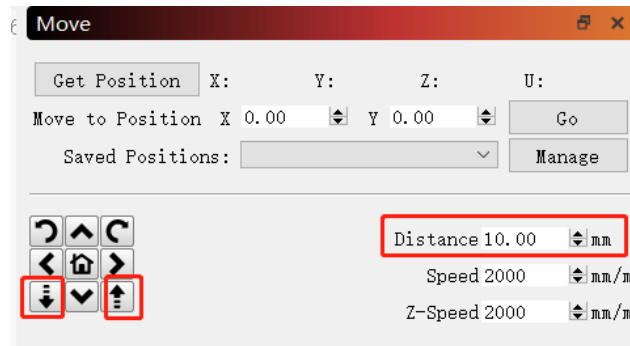 Move
Get Position X: Y: Z: U:
Move to Position X 0.00 Y 0.00 Go
Saved Positions: Manage
Distance 10.00 mm
Speed 2000 mm/m
Z-Speed 2000 mm/m